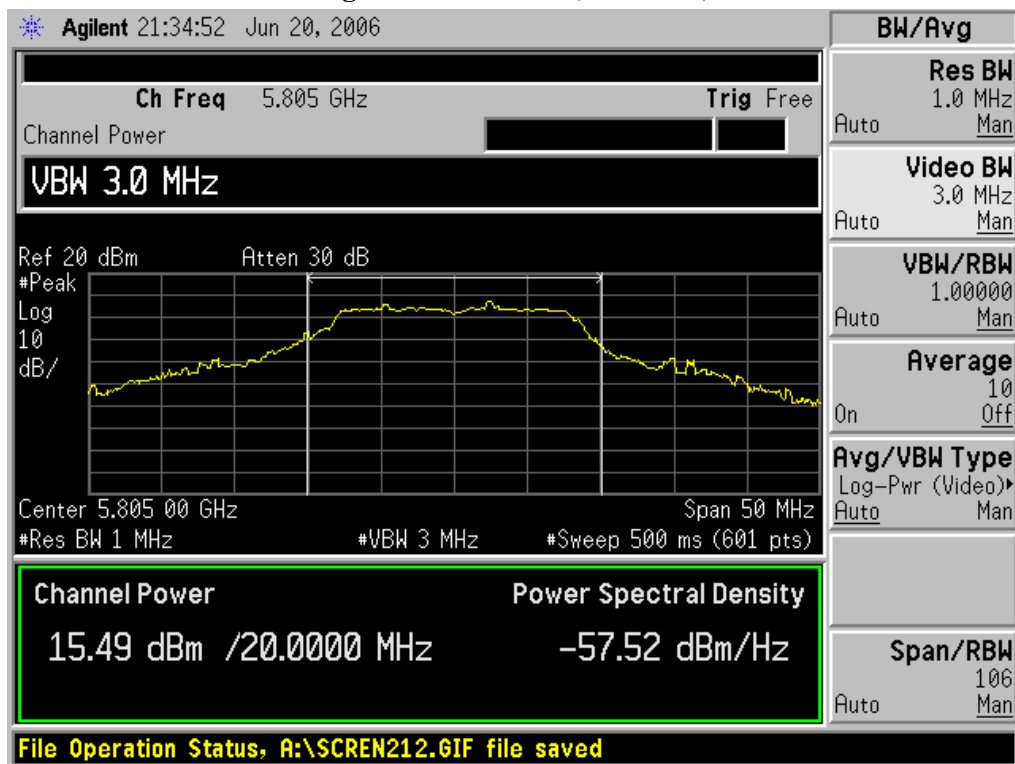 Agilent 21:34:52 Jun 20, 2006
BW/Avg
Ch Freq 5.805 GHz Trig Free
Channel Power
VBW 3.0 MHz
Ref 20 dBm Atten 30 dB
#Peak
Log
10
dB/
Center 5.805 00 GHz Span 50 MHz
#Res BW 1 MHz #VBW 3 MHz #Sweep 500 ms (601 pts)
Channel Power Power Spectral Density
15.49 dBm /20.0000 MHz -57.52 dBm/Hz
File Operation Status, A:\SCREN212.GIF file saved
Res BW
1.0 MHz
Auto Man
Video BW
3.0 MHz
Auto Man
VBW/RBW
1.00000
Auto Man
Average
10
On Off
Avg/VBW Type
Log-Pwr (Video)
Auto Man
Span/RBW
106
Auto Man